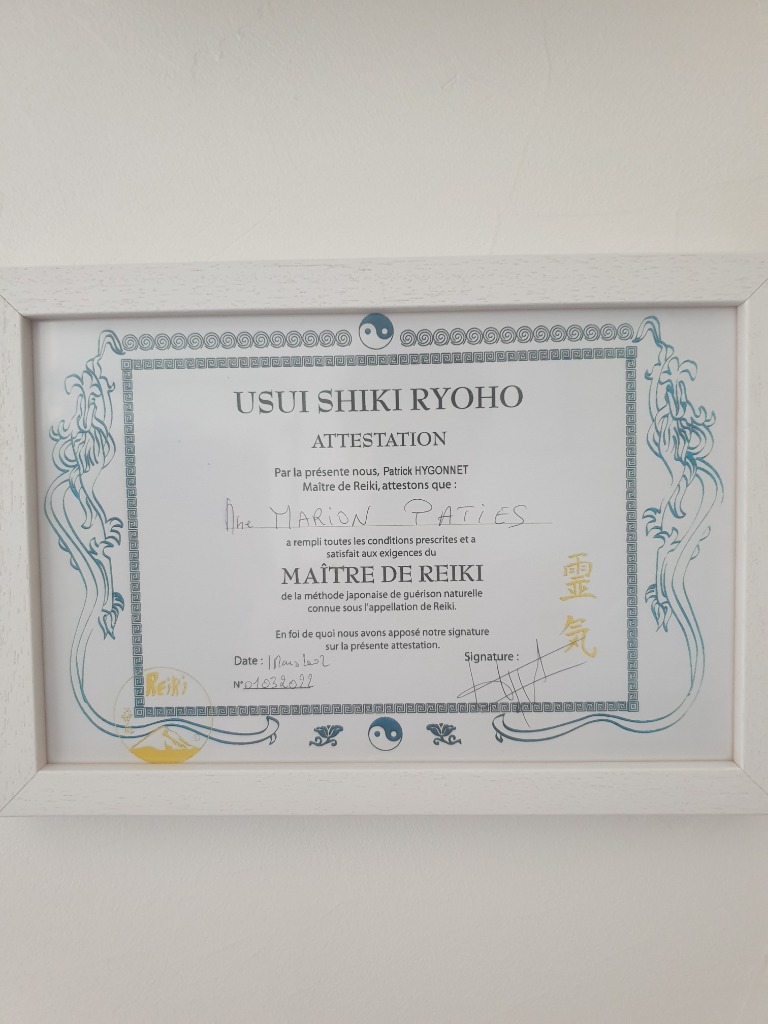 USUI SHIKI RYOHO
ATTESTATION
Par la présente nous, Patrick HYGONNET
Maître de Reiki, attestons que :
Mme MARION PATIES
a rempli toutes les conditions prescrites et a
satisfait aux exigences du
MAÎTRE DE REIKI
de la méthode japonaise de guérison naturelle
connue sous l'appellation de Reiki.
En foi de quoi nous avons apposé notre signature
sur la présente attestation.
Date :
Signature :
N° 01032022
靈氣
Reiki